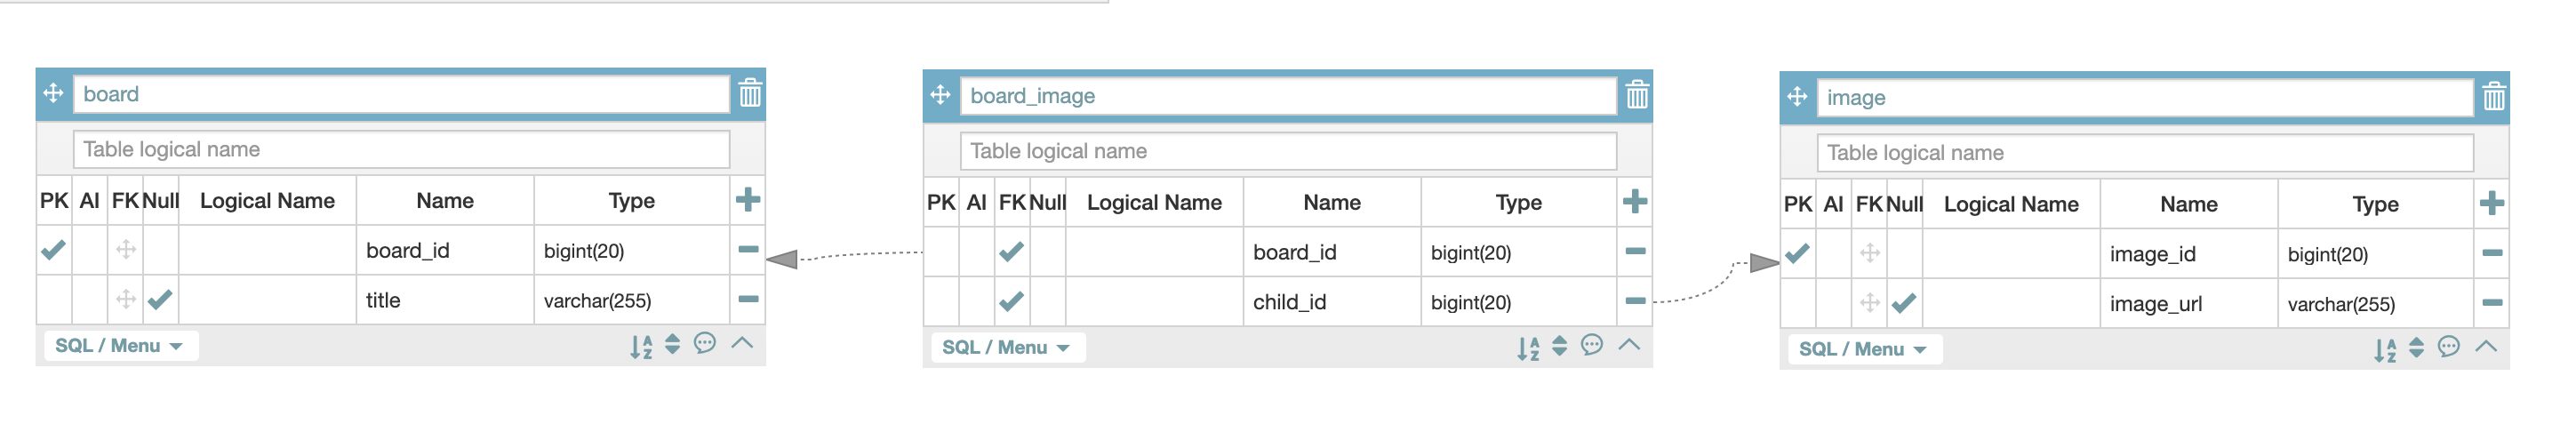 board
Table logical name
PK AI FK Null Logical Name Name Type
board_id bigint(20)
title varchar(255)
SQL / Menu
board_image
Table logical name
PK AI FK Null Logical Name Name Type
board_id bigint(20)
child_id bigint(20)
SQL / Menu
image
Table logical name
PK AI FK Null Logical Name Name Type
image_id bigint(20)
image_url varchar(255)
SQL / Menu